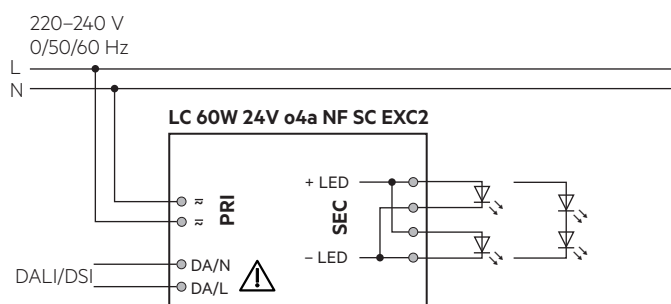 220–240 V
0/50/60 Hz
L
N
LC 60W 24V o4a NF SC EXC2
+ LED
≂
PRI
≂
SEC
– LED
DA/N
DALI/DSI
DA/L